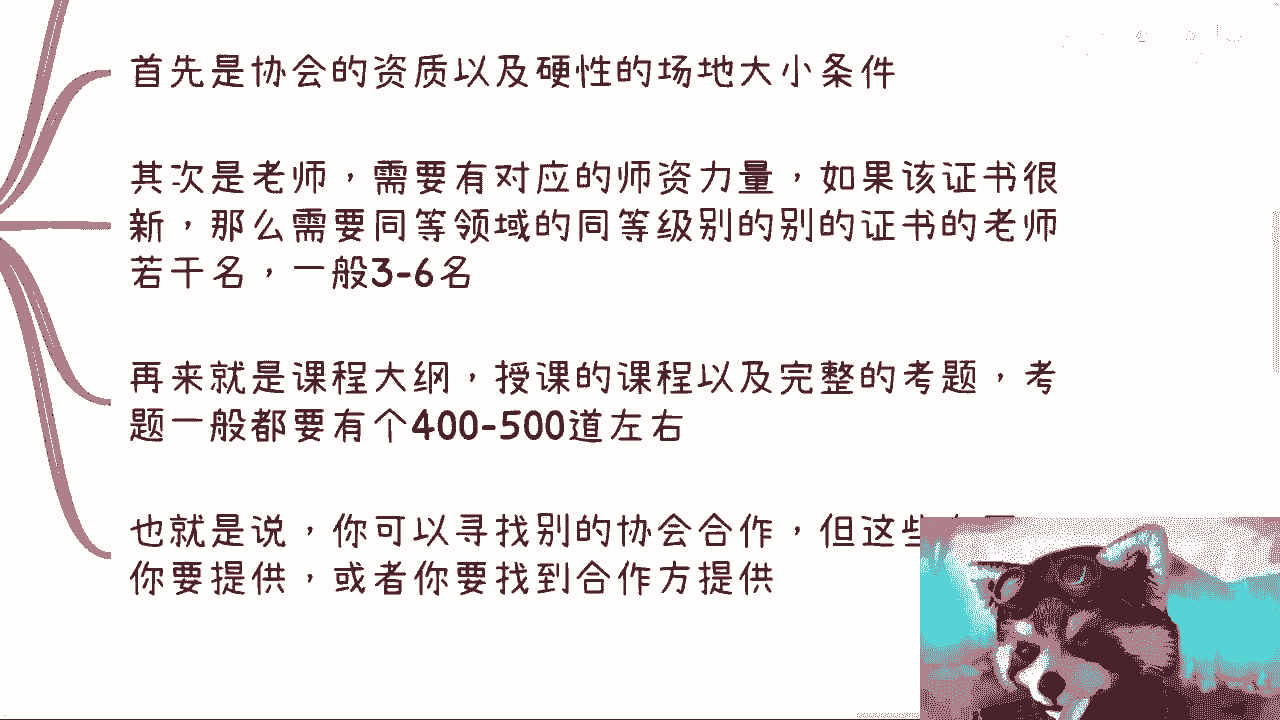 首先是协会的资质以及硬性的场地大小条件
其次是老师，需要有对应的师资力量，如果该证书很
新，那么需要同等领域的同等级别的别的证书的老师
若干名，一般3-6名
再来就是课程大纲，授课的课程以及完整的考题，考
题一般都要有个400-500道左右
也就是说，你可以寻找别的协会合作，但这些
你要提供，或者你要找到合作方提供